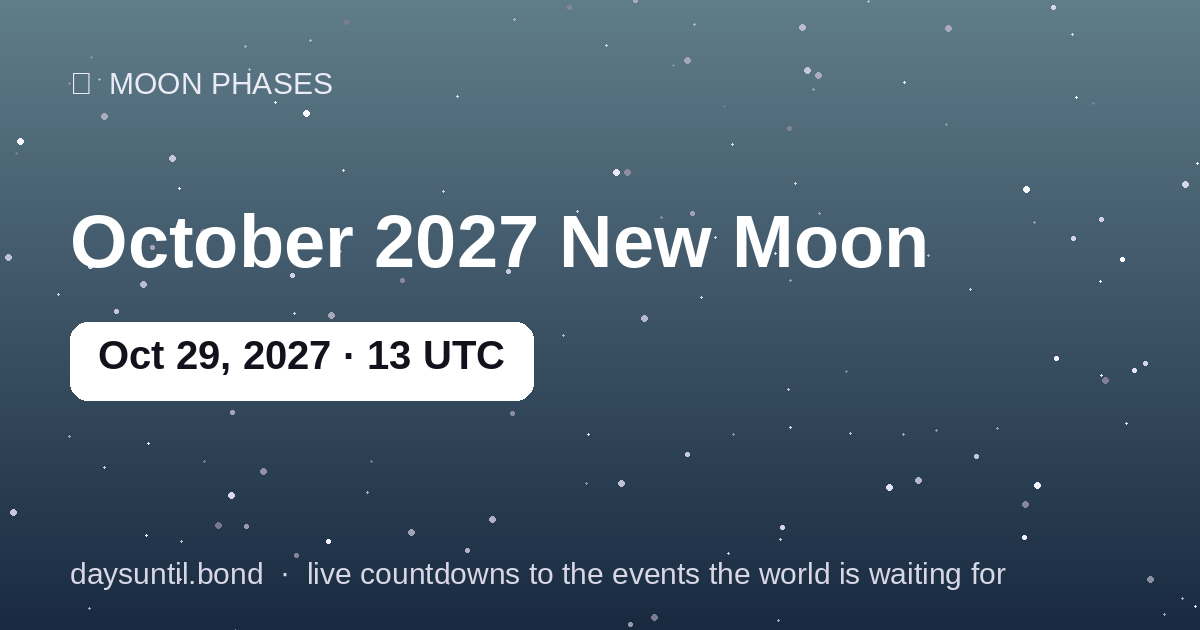 MOON PHASES
October 2027 New Moon
Oct 29, 2027 · 13 UTC
daysuntil.bond · live countdowns to the events the world is waiting for